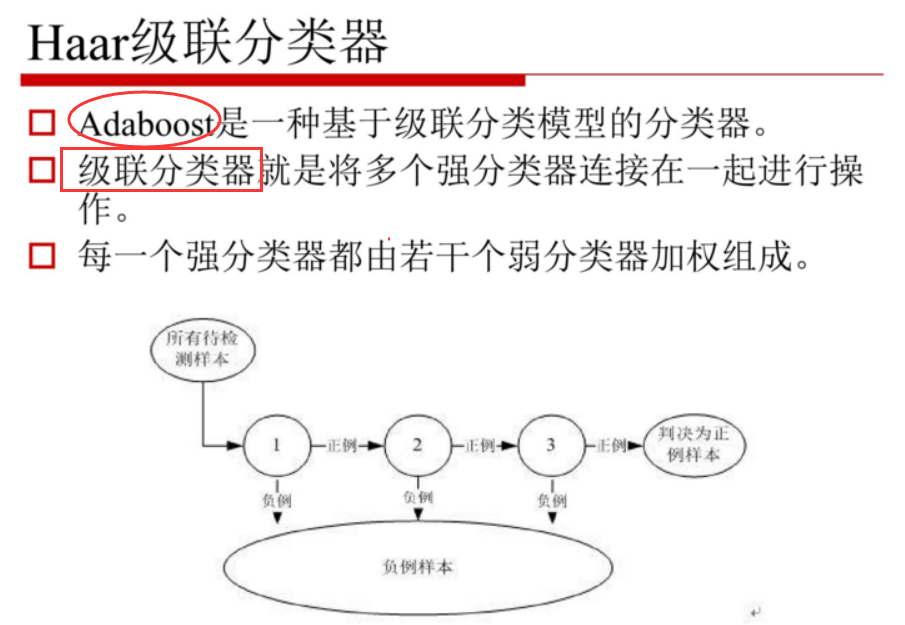 Haar级联分类器
Adaboost是一种基于级联分类模型的分类器。
级联分类器就是将多个强分类器连接在一起进行操
作。
每一个强分类器都由若干个弱分类器加权组成。
所有待检
测样本
1
正例
2
正例
3
正例
判决为正
例样本
负例
负例
负例
负例样本